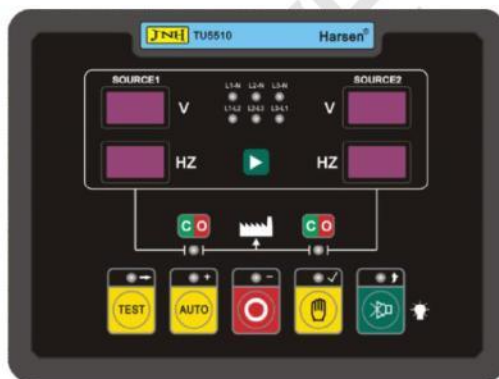 JNH TU5510 Harsen®
SOURCE1 SOURCE2
L1-N L2-N L3-N
V V
L1-L2 L2-L3 L3-L1
HZ HZ
C O C O
TEST AUTO